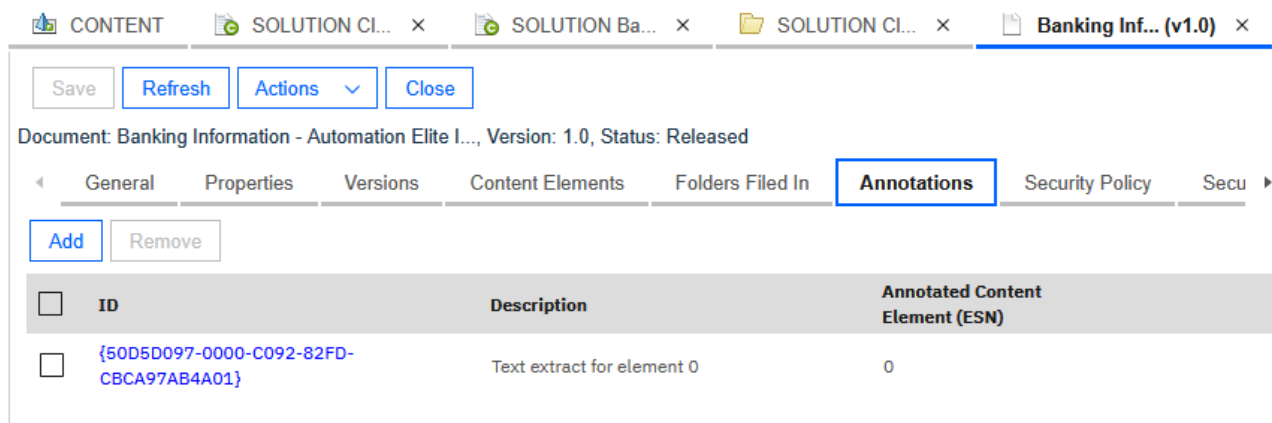 CONTENT SOLUTION Cl... × SOLUTION Ba... × SOLUTION Cl... × Banking Inf... (v1.0) ×
Save Refresh Actions Close
Document: Banking Information - Automation Elite I..., Version: 1.0, Status: Released
General Properties Versions Content Elements Folders Filed In Annotations Security Policy Secu
Add Remove
ID Description Annotated Content
Element (ESN)
{50D5D097-0000-C092-82FD-
CBCA97AB4A01} Text extract for element 0 0